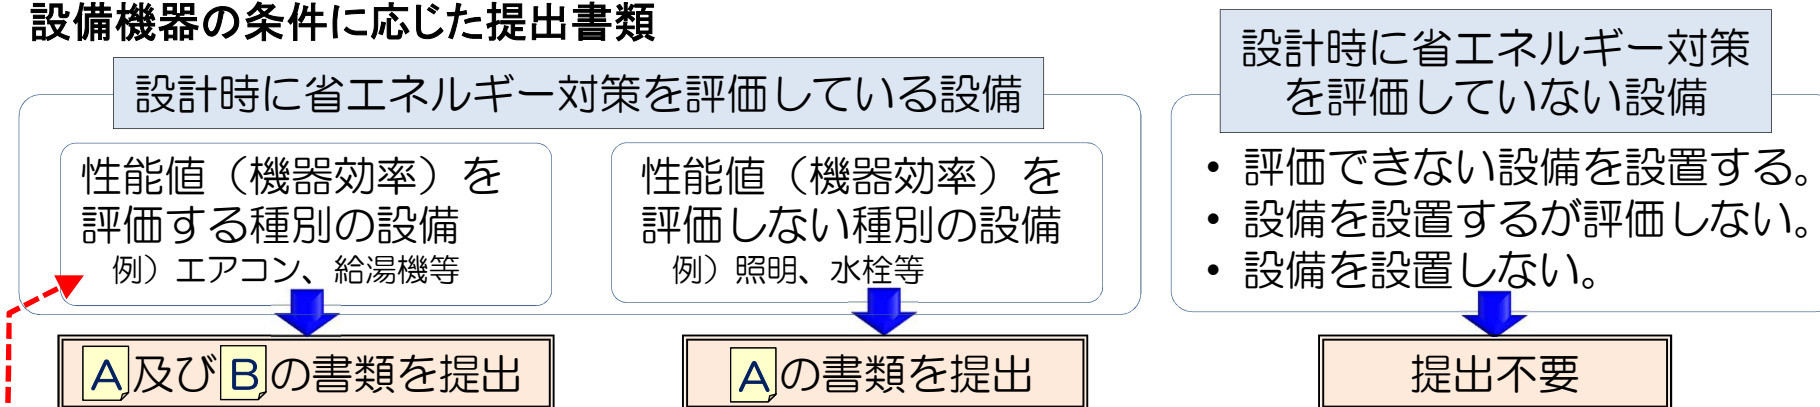 設備機器の条件に応じた提出書類
設計時に省エネルギー対策を評価している設備
性能値（機器効率）を
評価する種別の設備
例）エアコン、給湯機等
A及びBの書類を提出
性能値（機器効率）を
評価しない種別の設備
例）照明、水栓等
Aの書類を提出
設計時に省エネルギー対策
を評価していない設備
• 評価できない設備を設置する。
• 設備を設置するが評価しない。
• 設備を設置しない。
提出不要